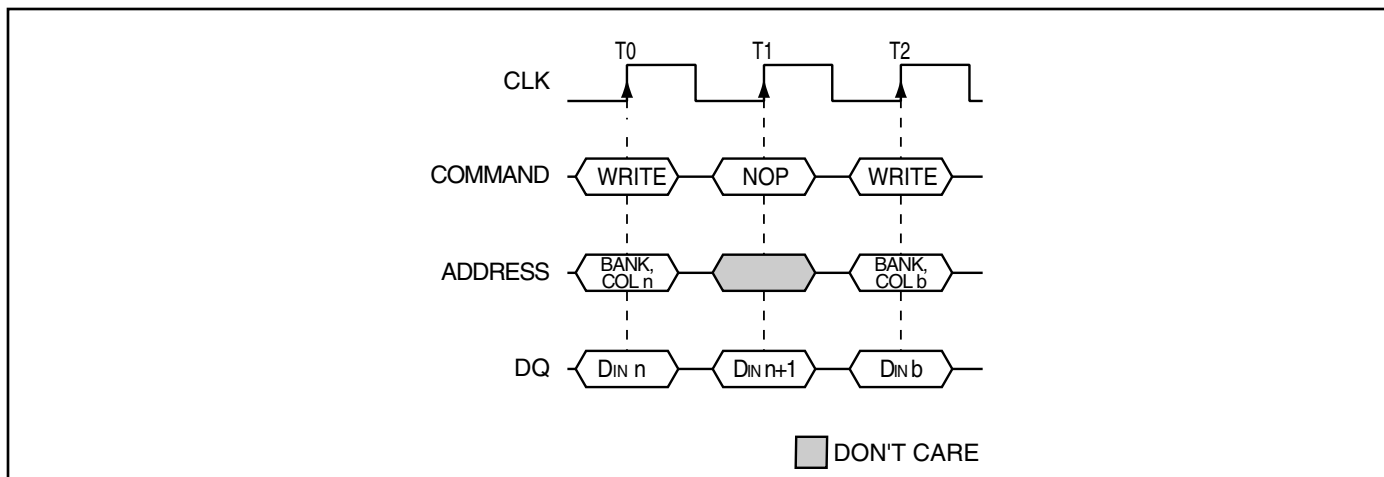 T0 T1 T2
CLK
COMMAND WRITE NOP WRITE
ADDRESS BANK, COL n BANK, COL b
DQ DIN n DIN n+1 DIN b
DON'T CARE